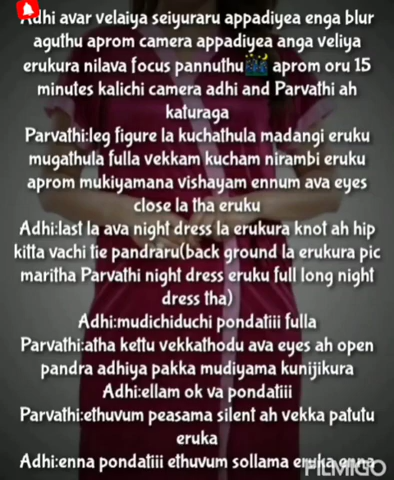 Adhi avar velaiya seiyuraru appadiyea enga blur
aguthu aprom camera appadiyea anga veliya
erukura nilava focus pannuthu🌃 aprom oru 15
minutes kalichi camera adhi and Parvathi ah
katuraga
Parvathi:leg figure la kuchathula madangi eruku
mugathula fulla vekkam kucham nirambi eruku
aprom mukiyamana vishayam ennum ava eyes
close la tha eruku
Adhi:last la ava night dress la erukura knot ah hip
kitta vachi tie pandraru(back ground la erukura pic
maritha Parvathi night dress eruku full long night
dress tha)
Adhi:mudichiduchi pondatiii fulla
Parvathi:atha kettu vekkathodu ava eyes ah open
pandra adhiya pakka mudiyama kunijikura
Adhi:ellam ok va pondatiii
Parvathi:ethuvum peasama silent ah vekka patutu
eruka
Adhi:enna pondatiii ethuvum sollama eruka enna
FILMIGO